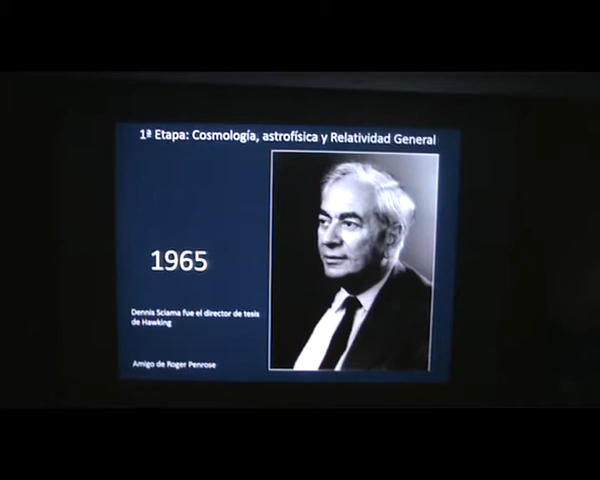 1ª Etapa: Cosmología, astrofísica y Relatividad General
1965
Dennis Sciama fue el director de tesis
de Hawking
Amigo de Roger Penrose